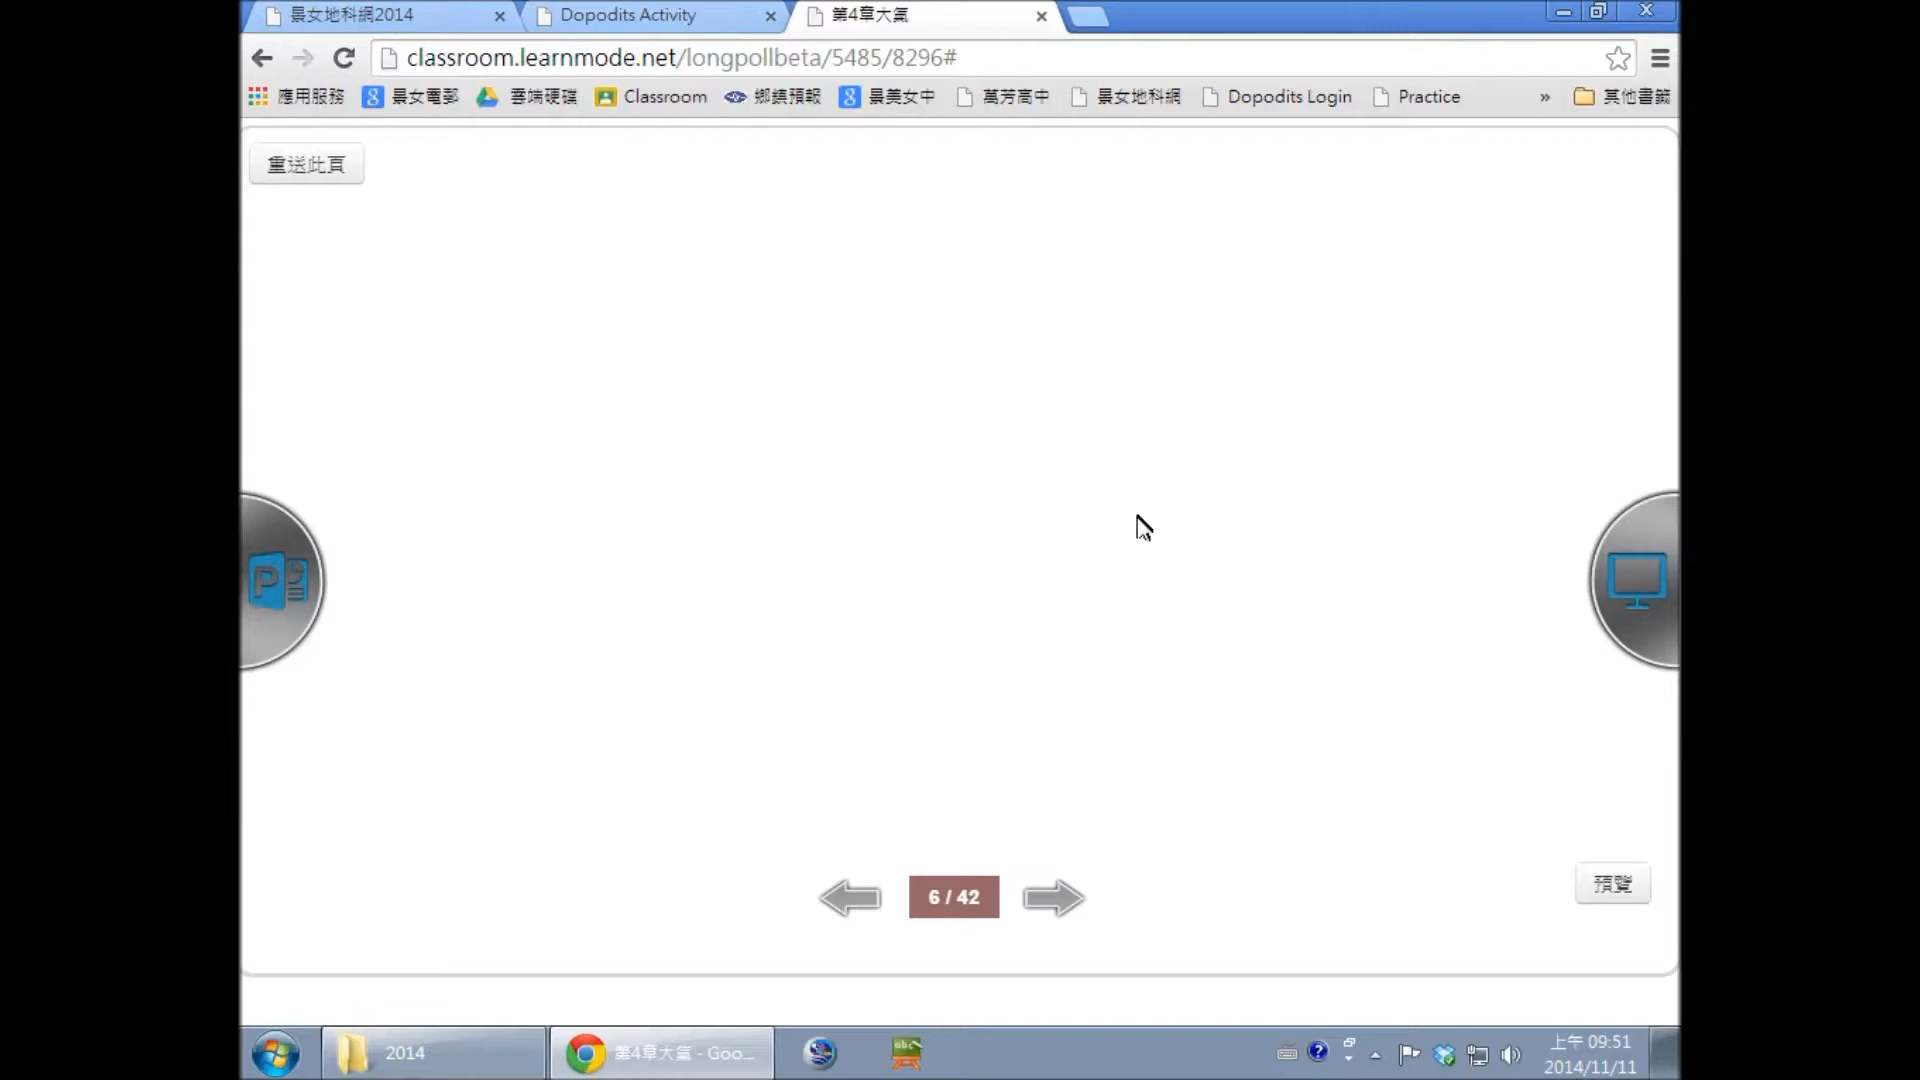 景女地科網2014
Dopodits Activity
第4章大氣
classroom.learnmode.net/longpollbeta/5485/8296#
應用服務 景女電郵 雲端硬碟 Classroom 鄉鎮預報 景美女中 萬芳高中 景女地科網 Dopodits Login Practice » 其他書籤
重送此頁
6 / 42
預覽
2014
第4章大氣 - Goo...
上午 09:51
2014/11/11